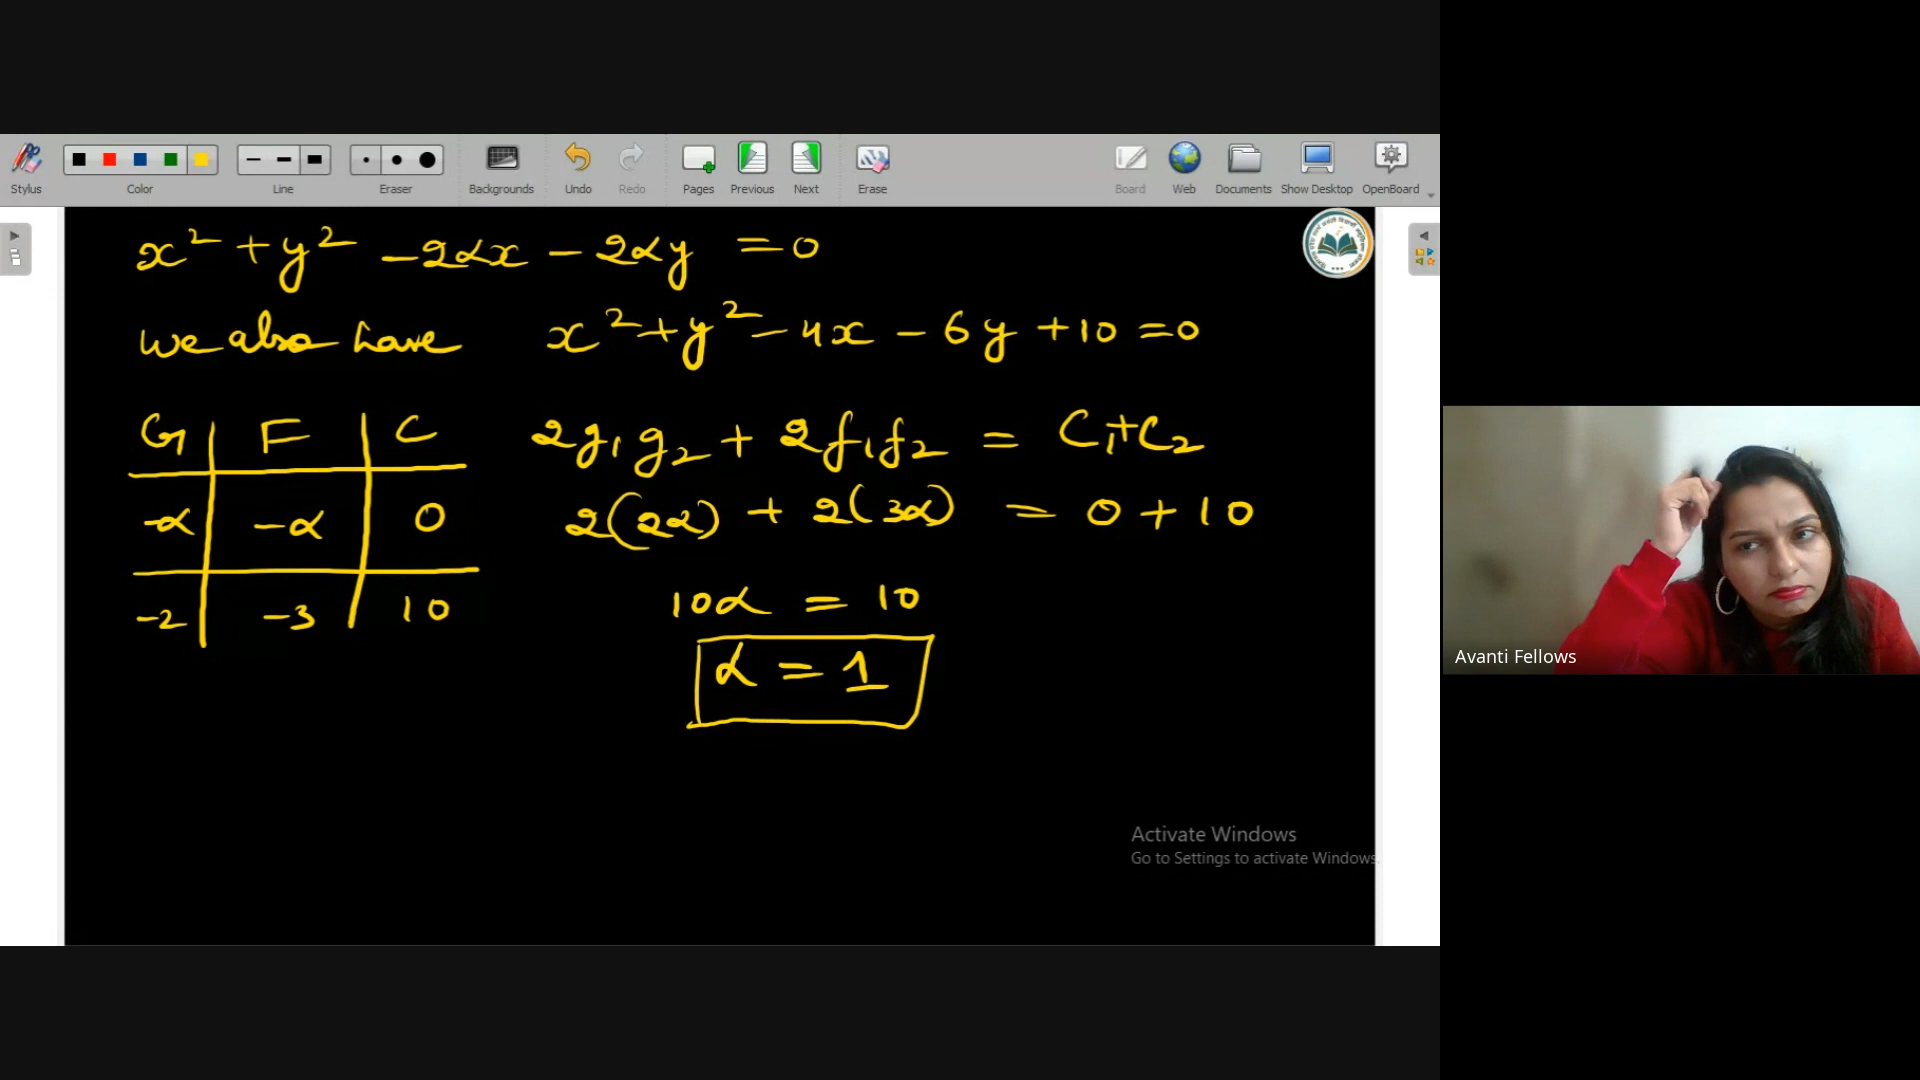 Stylus Color Line Eraser Backgrounds Undo Redo Pages Previous Next Erase Board Web Documents Show Desktop OpenBoard
x² + y² - 2αx - 2αy = 0
we also have x² + y² - 4x - 6y + 10 = 0
G F C
2g₁g₂ + 2f₁f₂ = C₁+C₂
-α -α 0
2(2α) + 2(3α) = 0 + 10
-2 -3 10
10α = 10
α = 1
Avanti Fellows
Activate Windows
Go to Settings to activate Windows.